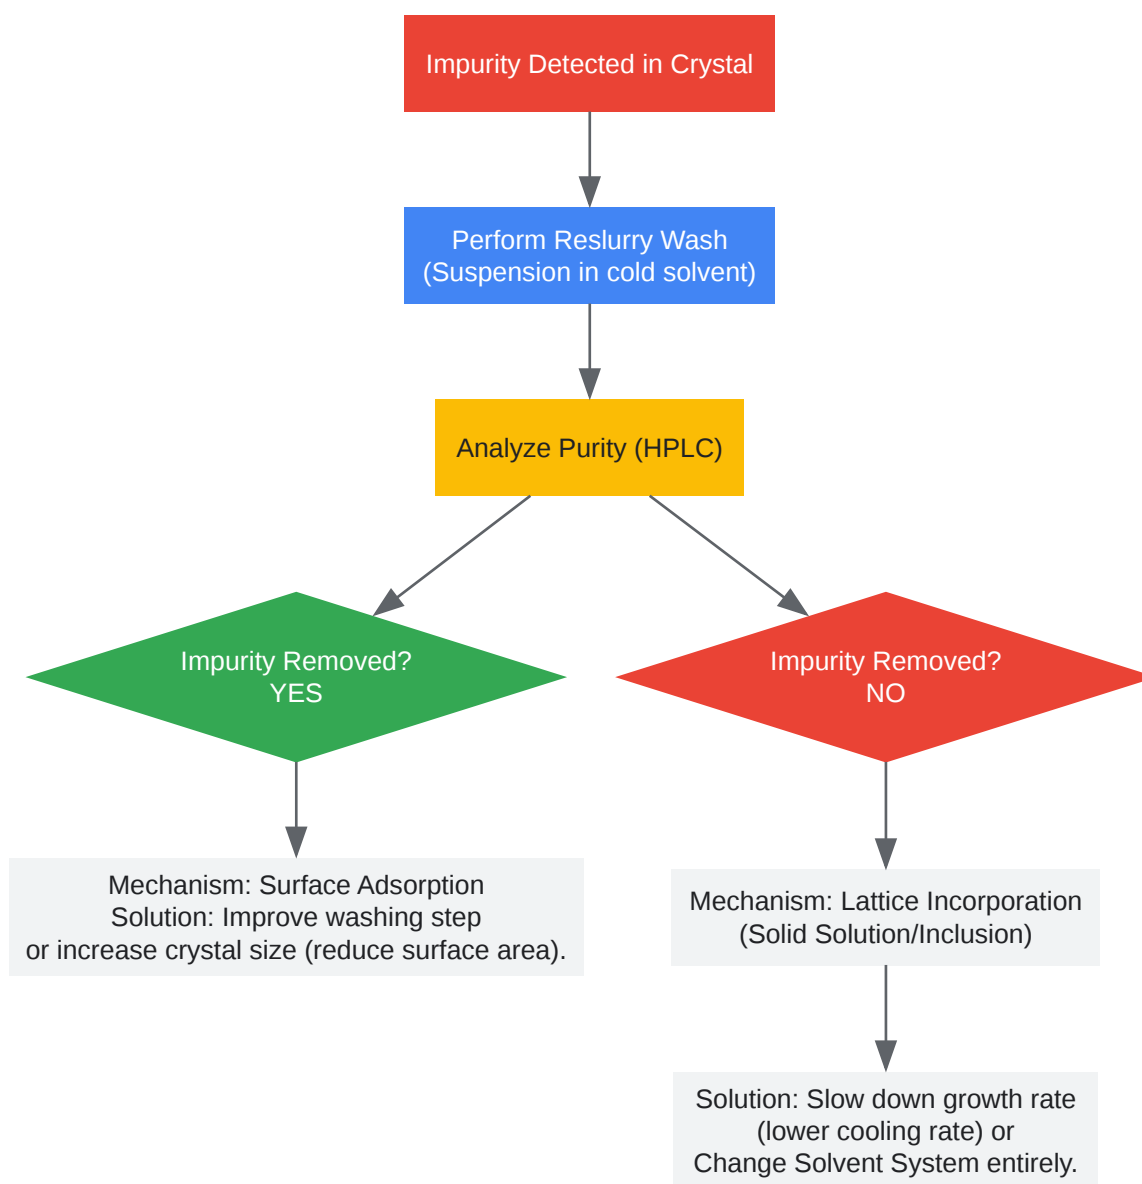 Impurity Detected in Crystal
Perform Reslurry Wash
(Suspension in cold solvent)
Analyze Purity (HPLC)
Impurity Removed?
YES
Impurity Removed?
NO
Mechanism: Surface Adsorption
Solution: Improve washing step
or increase crystal size (reduce surface area).
Mechanism: Lattice Incorporation
(Solid Solution/Inclusion)
Solution: Slow down growth rate
(lower cooling rate) or
Change Solvent System entirely.